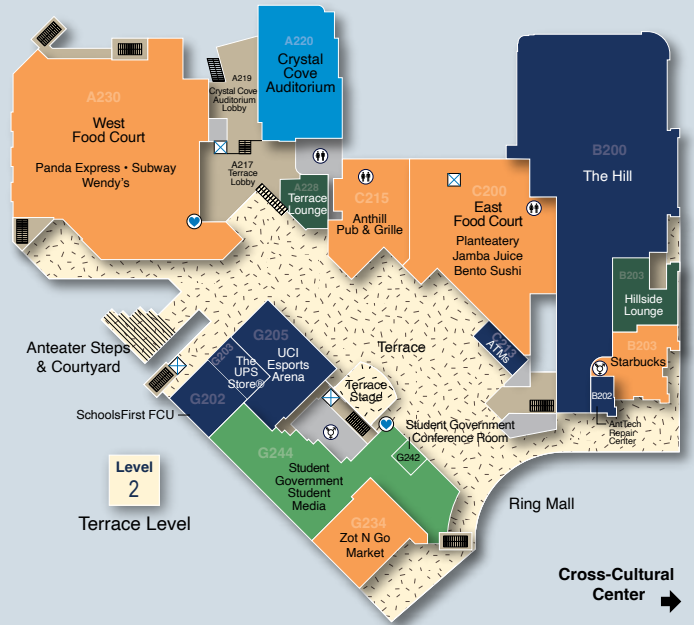 A230
West
Food Court
Panda Express • Subway
Wendy's
A219
Crystal Cove
Auditorium
Lobby
A217
Terrace
Lobby
A220
Crystal
Cove
Auditorium
A228
Terrace
Lounge
C215
Anthill
Pub & Grille
C200
East
Food Court
Planteatery
Jamba Juice
Bento Sushi
B200
The Hill
B203
Hillside
Lounge
B203
Starbucks
B202
AntTech
Repair
Center
C213
ATMs
Terrace
Anteater Steps
& Courtyard
G205
UCI
Esports
Arena
G203
The
UPS
Store®
G202
SchoolsFirst FCU
Terrace
Stage
Student Government
Conference Room
G242
G244
Student
Government
Student
Media
G234
Zot N Go
Market
Level
2
Terrace Level
Ring Mall
Cross-Cultural
Center